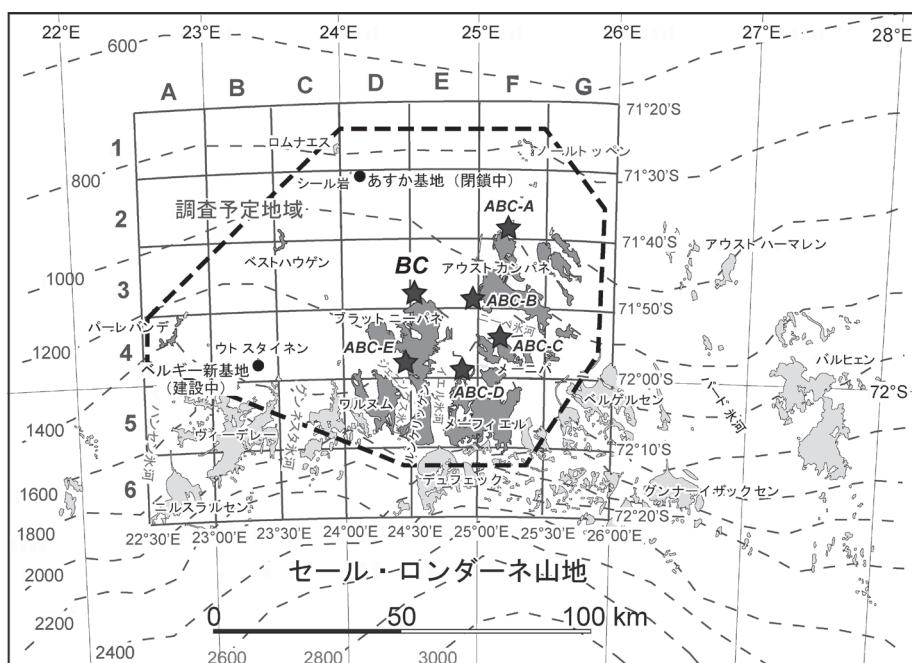 22°E 23°E 24°E 25°E 26°E 27°E 28°E
600
A B C D E F G
71°20'S
1
ロムナエス
ノールトッペン
71°30'S
800
シール岩 あすか基地（閉鎖中）
2
調査予定地域
ABC-A
71°40'S
アウストハーマレン
ベストハウゲン
BC
アウストカンパネ
1000
3
ABC-B
71°50'S
パーレバンデ
ブラットニーパネ
ウトスタイネン
ABC-E
ABC-C
1200
4
メーニパ
バルヒェン
ベルギー新基地
（建設中）
72°00'S
ABC-D
72°S
ワルヌム
ベルゲルセン
5
メーフィエル
1400
ヴィーデレー
72°10'S
デュフェック
1600
6
グンナーイザックセン
ニルスラルセン
72°20'S
1800
22°30'E 23°00'E 23°30'E 24°00'E 24°30'E 25°00'E 25°30'E 26°00'E
2000
セール・ロンダーネ山地
0 50 100 km
2200
2400 2600 2800 3000